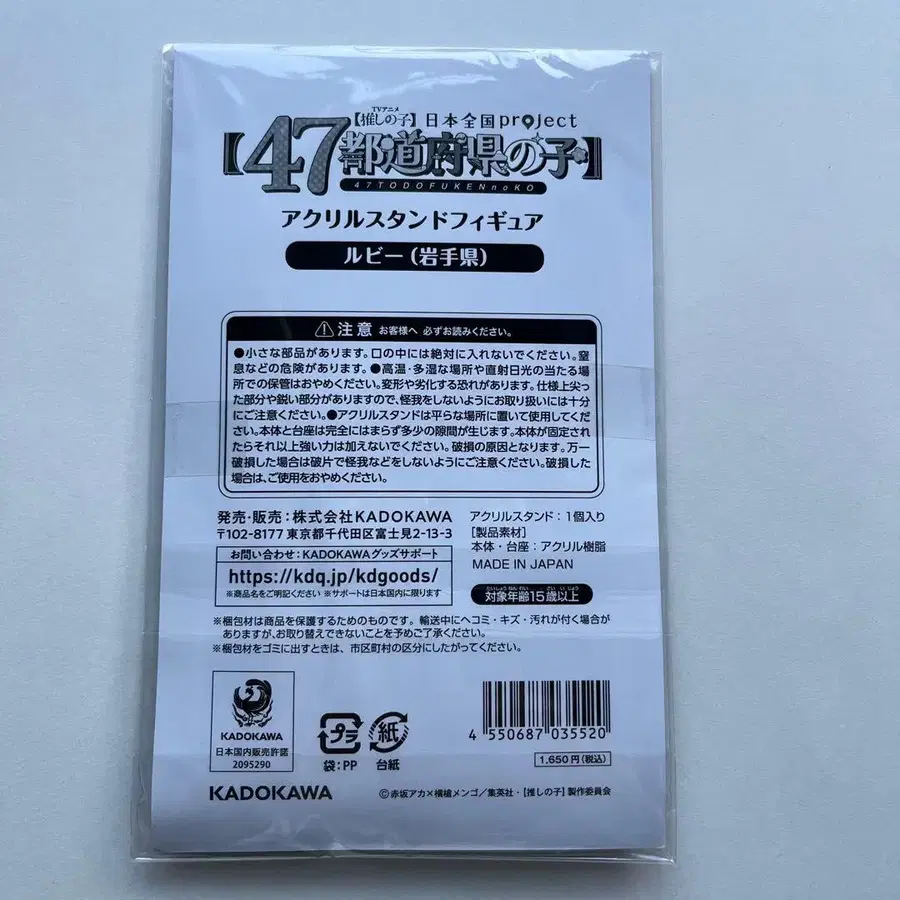 TVアニメ
【推しの子】日本全国project
【47都道府県の子】
47TODOFUKENnoKO
アクリルスタンドフィギュア
ルビー（岩手県）
注意 お客様へ 必ずお読みください。
●小さな部品があります。口の中には絶対に入れないでください。窒
息などの危険があります。●高温・多湿な場所や直射日光の当たる場
所での保管はおやめください。変形や劣化する恐れがあります。仕様上尖っ
た部分や鋭い部分がありますので、怪我をしないようにお取り扱いには十分
にご注意ください。●アクリルスタンドは平らな場所に置いて使用してくだ
さい。本体と台座は完全にはまらず多少の隙間が生じます。本体が固定され
たらそれ以上強い力は加えないでください。破損の原因となります。万一
破損した場合は破片で怪我などをしないようにご注意ください。破損した
場合は、ご使用をおやめください。
発売・販売：株式会社KADOKAWA
〒102-8177 東京都千代田区富士見2-13-3
お問い合わせ：KADOKAWAグッズサポート
https://kdq.jp/kdgoods/
※商品名をご明記ください ※サポートは日本国内に限ります
アクリルスタンド：1個入り
[製品素材]
本体・台座：アクリル樹脂
MADE IN JAPAN
対象年齢15歳以上
※梱包材は商品を保護するためのものです。輸送中にヘコミ・キズ・汚れが付く場合が
ありますが、お取り替えできないことを予めご了承ください。
※梱包材をゴミに出すときは、市区町村の区分にしたがってください。
KADOKAWA
日本国内販売許諾
2095290
プラ
袋：PP
紙
台紙
4 550687 035520
1,650円（税込）
KADOKAWA
©赤坂アカ×横槍メンゴ／集英社・【推しの子】製作委員会